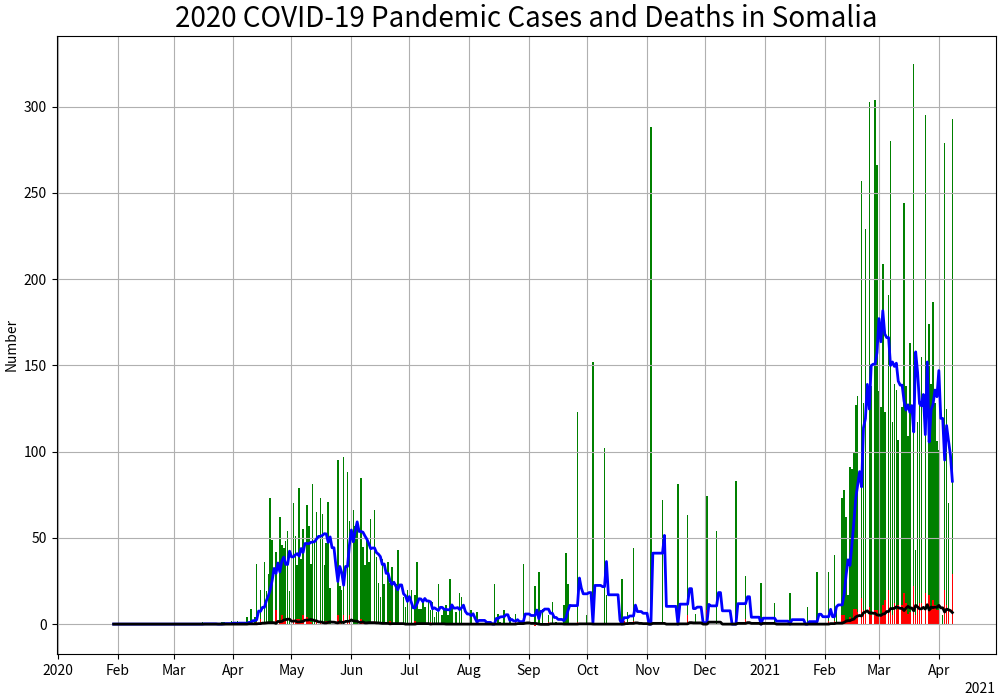 2020 COVID-19 Pandemic Cases and Deaths in Somalia
Number
300
250
200
150
100
50
0
2020 Feb Mar Apr May Jun Jul Aug Sep Oct Nov Dec 2021 Feb Mar Apr
2021